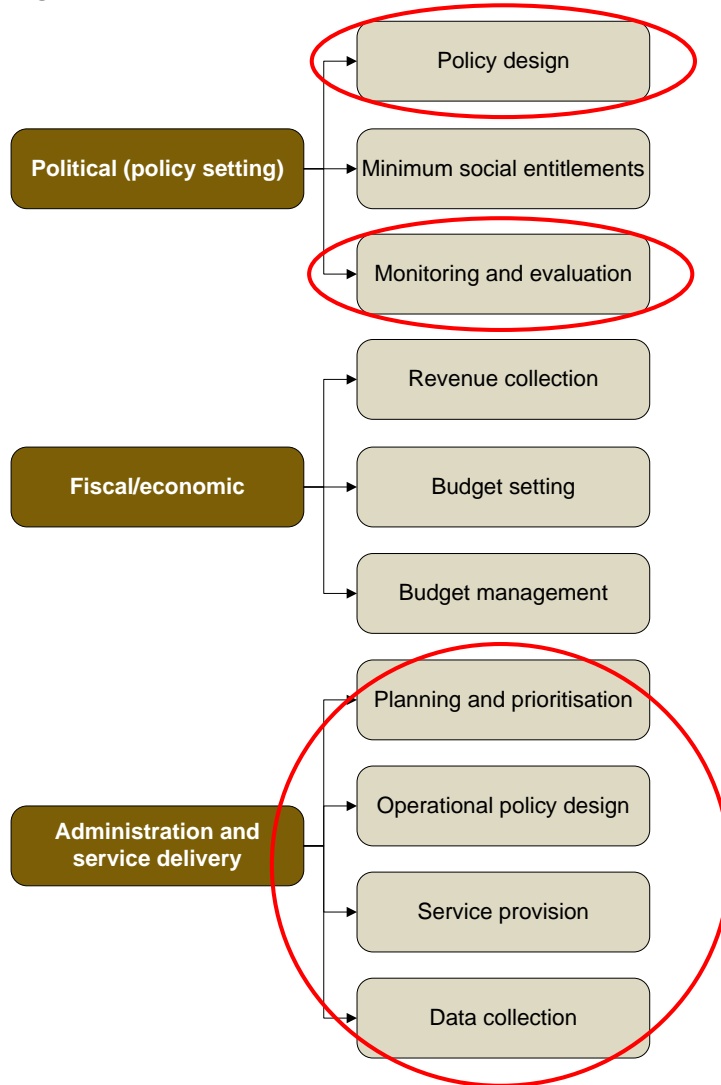 Policy design
Political (policy setting)
Minimum social entitlements
Monitoring and evaluation
Revenue collection
Fiscal/economic
Budget setting
Budget management
Planning and prioritisation
Operational policy design
Administration and
service delivery
Service provision
Data collection